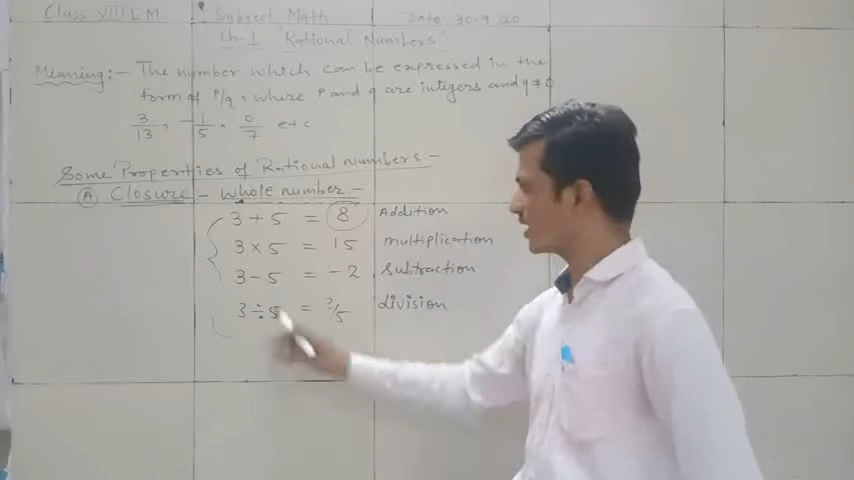 Class VIII L M Subject Math Date 30.9.20
Ch-1 "Rational Numbers"
Meaning:- The number which can be expressed in the
form of P/q, where P and q are integers and q≠0
3/13, -1/5, 0/7 etc
Some Properties of Rational numbers-
(A) Closure - Whole number-
3+5 = 8 Addition
3×5 = 15 multiplication
3-5 = -2 Subtraction
3÷5 = 3/5 division